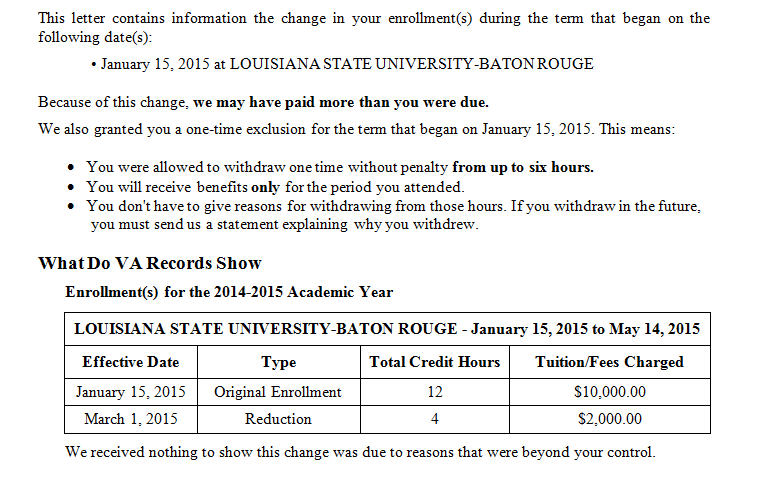 This letter contains information the change in your enrollment(s) during the term that began on the
following date(s):
• January 15, 2015 at LOUISIANA STATE UNIVERSITY-BATON ROUGE
Because of this change, we may have paid more than you were due.
We also granted you a one-time exclusion for the term that began on January 15, 2015. This means:
• You were allowed to withdraw one time without penalty from up to six hours.
• You will receive benefits only for the period you attended.
• You don't have to give reasons for withdrawing from those hours. If you withdraw in the future,
you must send us a statement explaining why you withdrew.
What Do VA Records Show
Enrollment(s) for the 2014-2015 Academic Year
LOUISIANA STATE UNIVERSITY-BATON ROUGE - January 15, 2015 to May 14, 2015
Effective Date Type Total Credit Hours Tuition/Fees Charged
January 15, 2015 Original Enrollment 12 $10,000.00
March 1, 2015 Reduction 4 $2,000.00
We received nothing to show this change was due to reasons that were beyond your control.